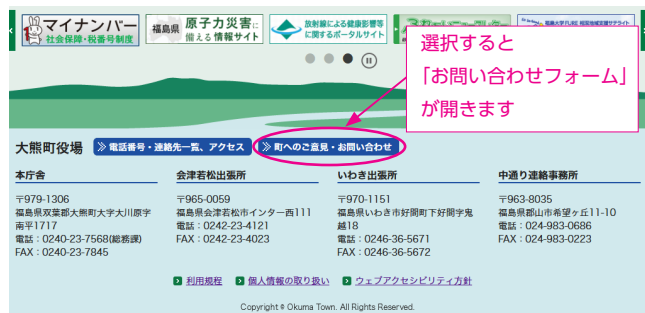 マイナンバー
社会保障・税番号制度
福島県 原子力災害に
備える情報サイト
放射線による健康影響等
に関するポータルサイト
選択すると
「お問い合わせフォーム」
が開きます
大熊町役場
電話番号・連絡先一覧、アクセス
町へのご意見・お問い合わせ
本庁舎
〒979-1306
福島県双葉郡大熊町大字大川原字
南平1717
電話：0240-23-7568(総務課)
FAX：0240-23-7845
会津若松出張所
〒965-0059
福島県会津若松市インター西111
電話：0242-23-4121
FAX：0242-23-4023
いわき出張所
〒970-1151
福島県いわき市好間町下好間字鬼
越18
電話：0246-36-5671
FAX：0246-36-5672
中通り連絡事務所
〒963-8035
福島県郡山市希望ヶ丘11-10
電話：024-983-0686
FAX：024-983-0223
利用規程
個人情報の取り扱い
ウェブアクセシビリティ方針
Copyright © Okuma Town. All Rights Reserved.